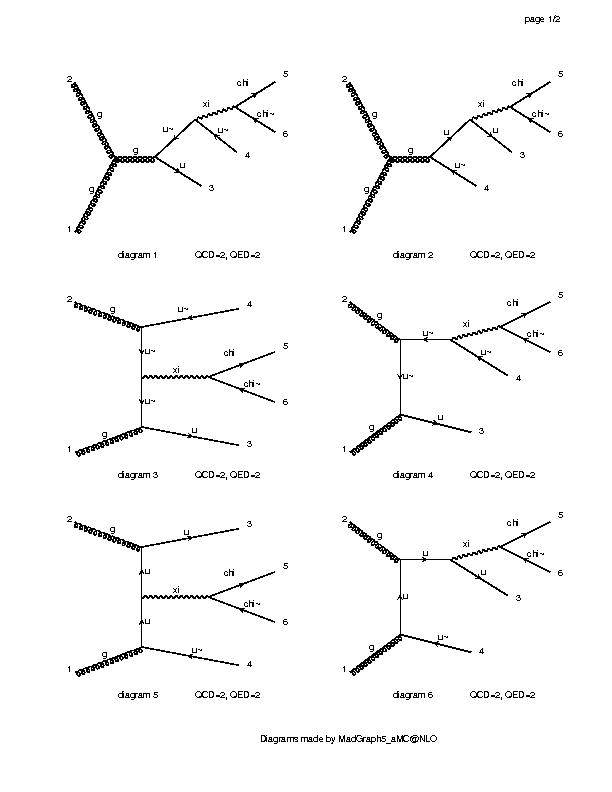 page 1/2
2
g
g
1
g
u~
u
3
u~
4
xi
chi
chi~
5
6
diagram 1 QCD=2, QED=2
2
g
g
1
g
u
u~
4
u
3
xi
chi
chi~
5
6
diagram 2 QCD=2, QED=2
2
g
u~
4
u~
xi
chi
5
chi~
6
u~
g
1
u
3
diagram 3 QCD=2, QED=2
2
g
u~
xi
chi
5
chi~
6
u~
4
u~
g
1
u
3
diagram 4 QCD=2, QED=2
2
g
u
3
u
xi
chi
5
chi~
6
u
g
1
u~
4
diagram 5 QCD=2, QED=2
2
g
u
xi
chi
5
chi~
6
u
3
u
g
1
u~
4
diagram 6 QCD=2, QED=2
Diagrams made by MadGraph5_aMC@NLO